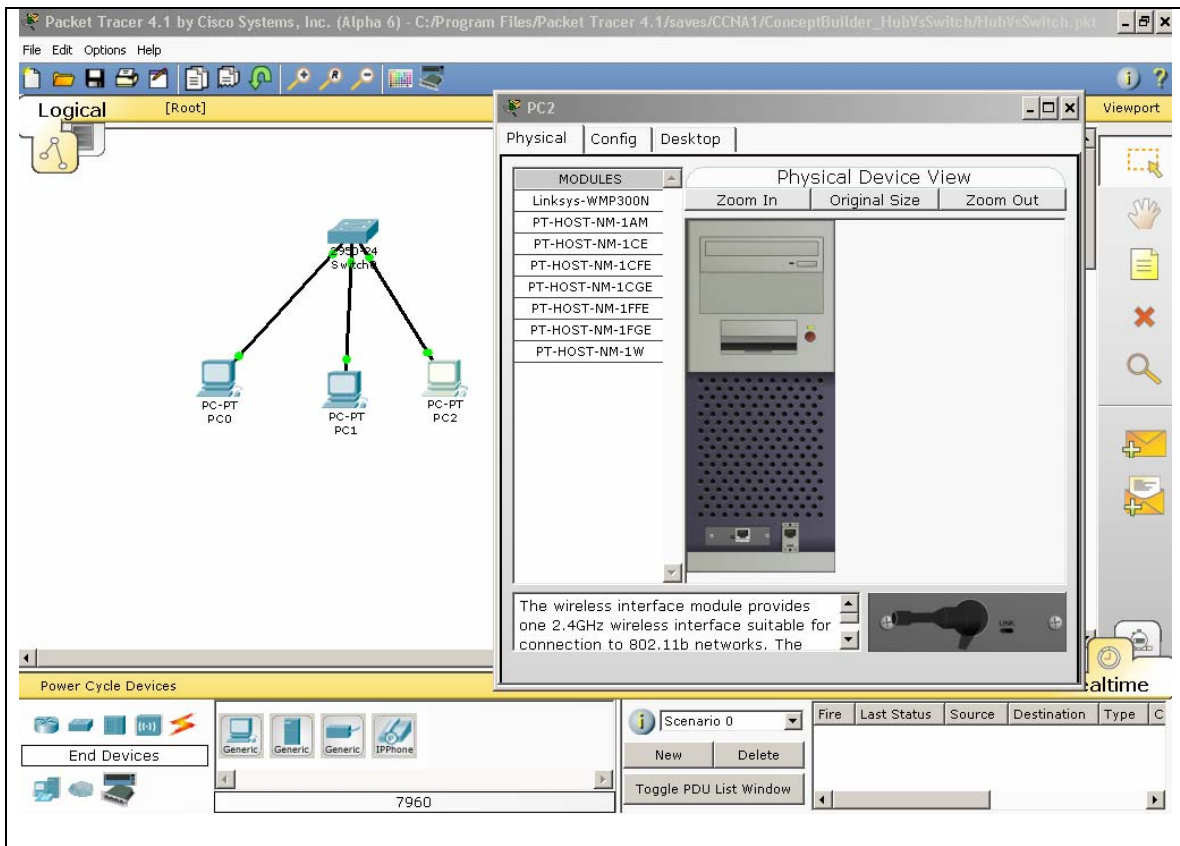 Packet Tracer 4.1 by Cisco Systems, Inc. (Alpha 6) - C:/Program Files/Packet Tracer 4.1/saves/CCNA1/ConceptBuilder_HubVsSwitch/HubVsSwitch.pkt
File Edit Options Help
Logical [Root]
Viewport
PC2
Physical Config Desktop
MODULES
Linksys-WMP300N
PT-HOST-NM-1AM
PT-HOST-NM-1CE
PT-HOST-NM-1CFE
PT-HOST-NM-1CGE
PT-HOST-NM-1FFE
PT-HOST-NM-1FGE
PT-HOST-NM-1W
Physical Device View
Zoom In Original Size Zoom Out
2950-24
Switch0
PC-PT
PC0
PC-PT
PC1
PC-PT
PC2
The wireless interface module provides
one 2.4GHz wireless interface suitable for
connection to 802.11b networks. The
LINK
Power Cycle Devices
altime
End Devices
Generic Generic Generic IPPhone
7960
Scenario 0
New Delete
Toggle PDU List Window
Fire Last Status Source Destination Type C